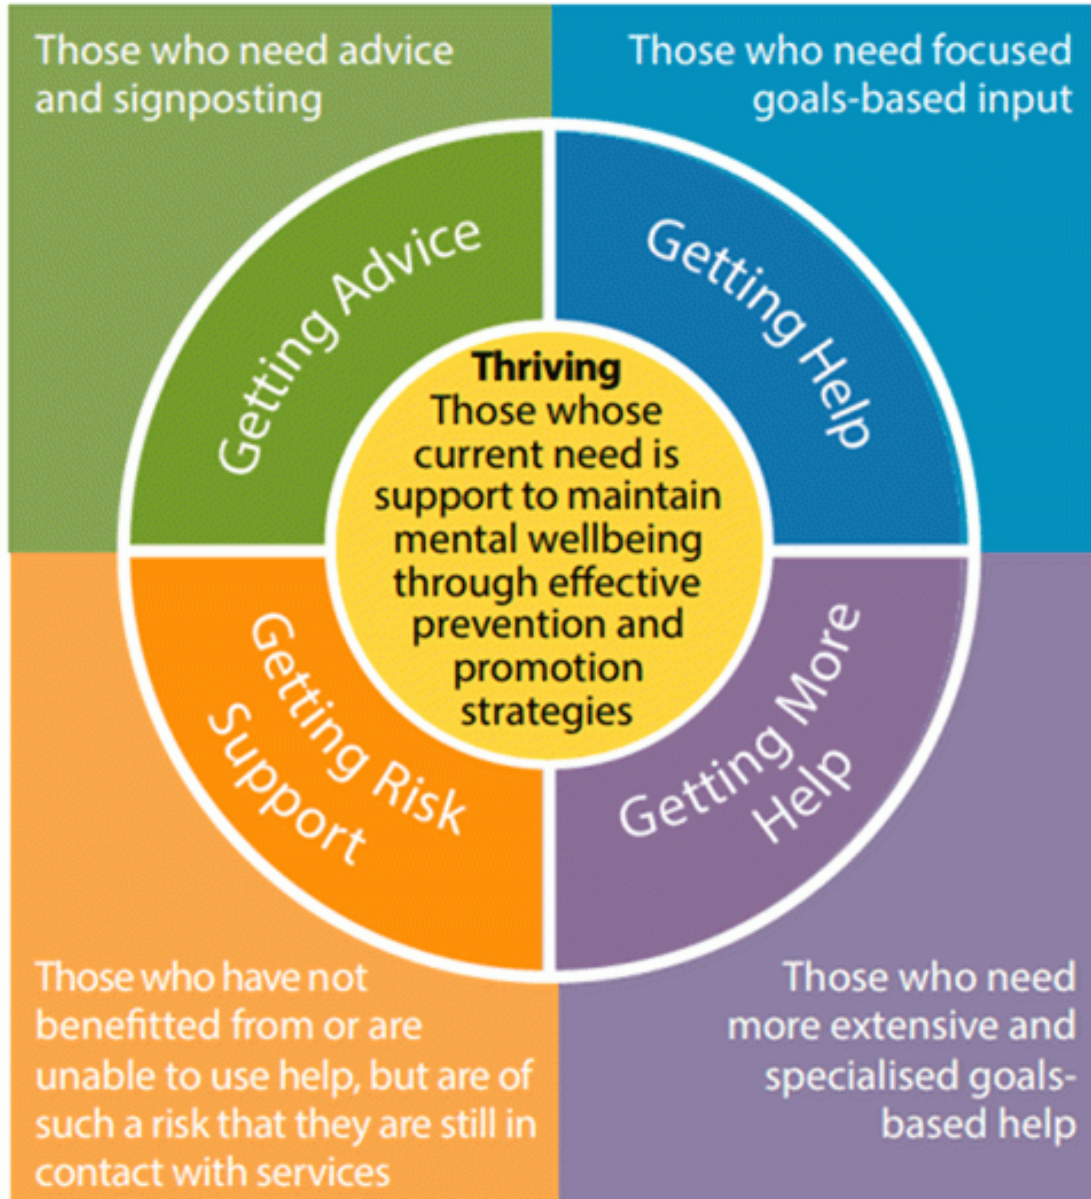 Those who need advice
and signposting
Those who need focused
goals-based input
Getting Advice
Getting Help
Thriving
Those whose
current need is
support to maintain
mental wellbeing
through effective
prevention and
promotion
strategies
Getting Risk
Support
Getting More
Help
Those who have not
benefitted from or are
unable to use help, but are of
such a risk that they are still in
contact with services
Those who need
more extensive and
specialised goals-
based help